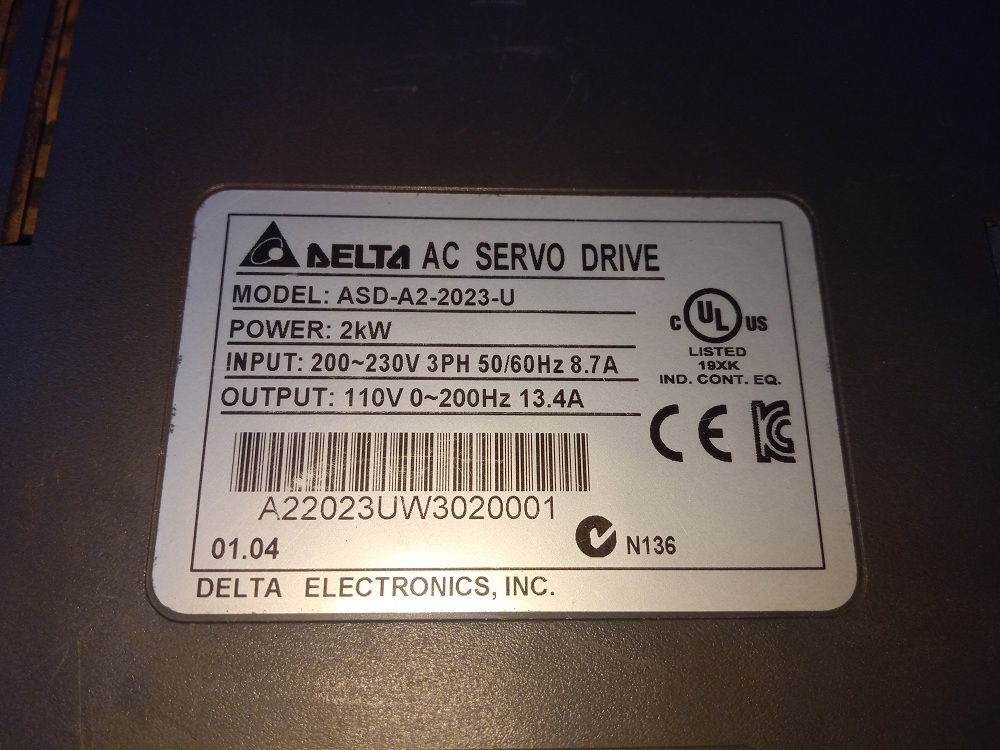 DELTA AC SERVO DRIVE
MODEL: ASD-A2-2023-U
POWER: 2kW
INPUT: 200~230V 3PH 50/60Hz 8.7A
OUTPUT: 110V 0~200Hz 13.4A
C UL US
LISTED
19XK
IND. CONT. EQ.
CE KC
A22023UW3020001
01.04
N136
DELTA ELECTRONICS, INC.